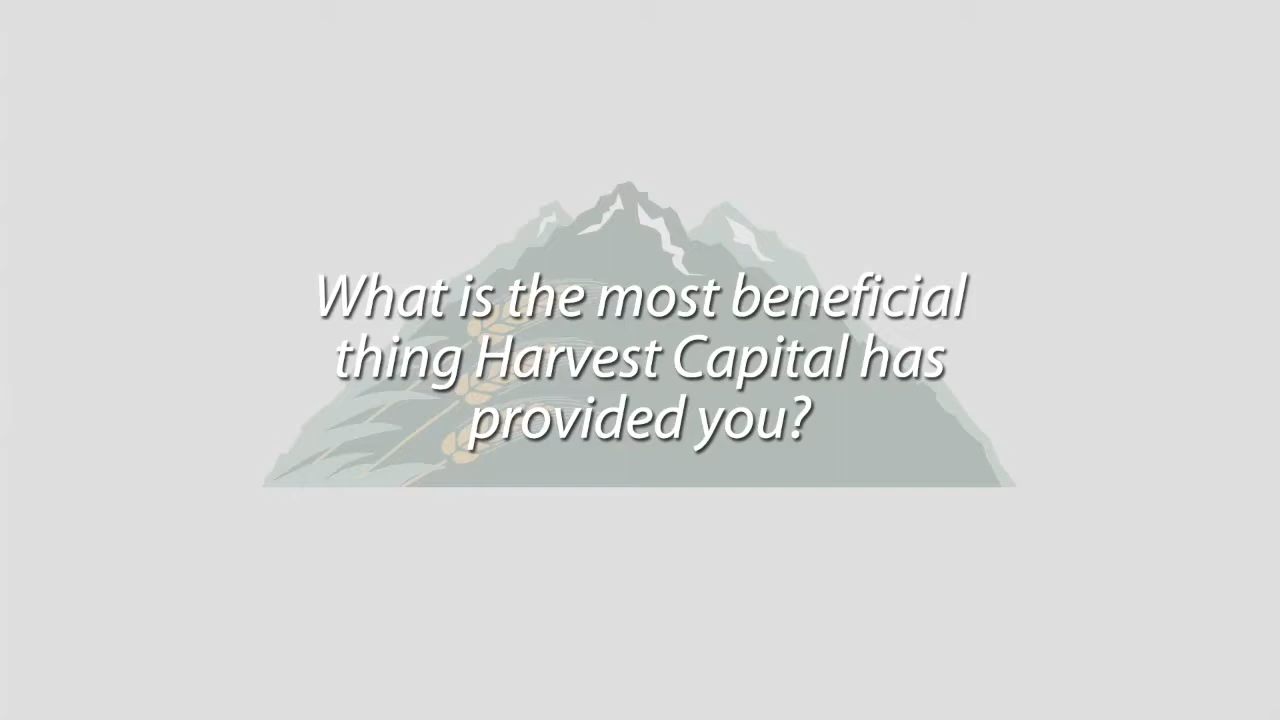 What is the most beneficial
thing Harvest Capital has
provided you?